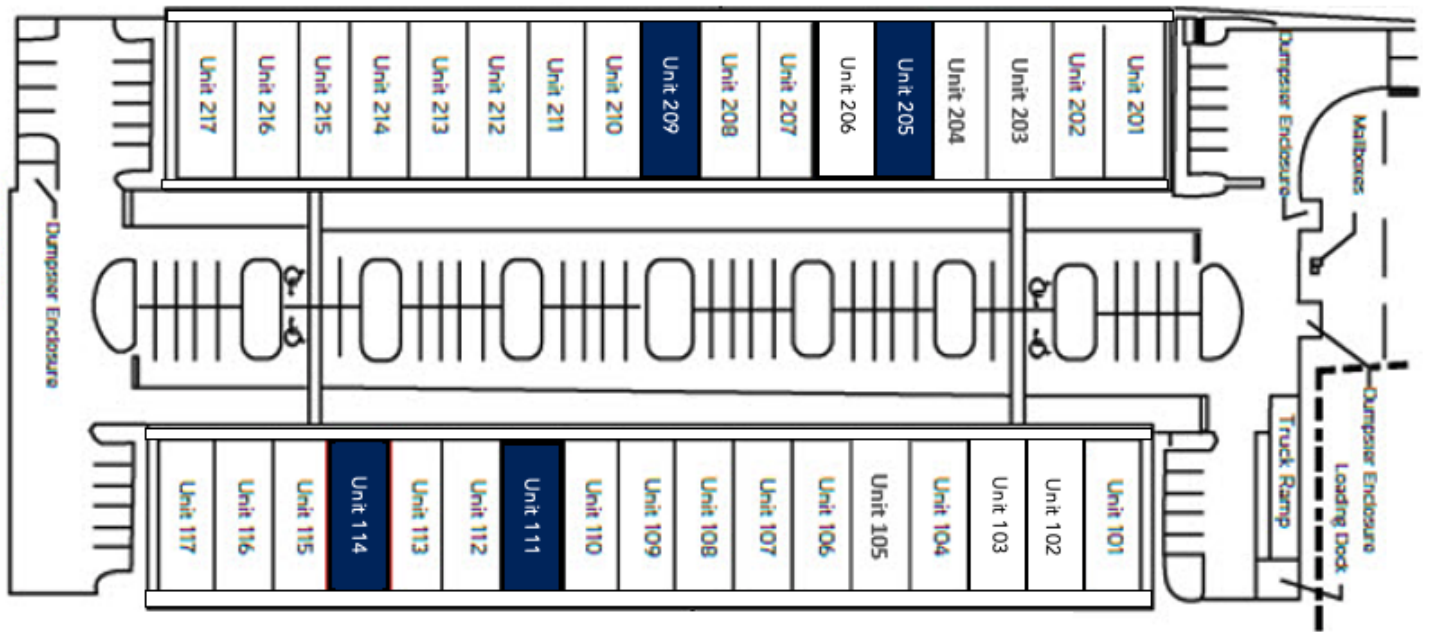 Unit 217
Unit 216
Unit 215
Unit 214
Unit 213
Unit 212
Unit 211
Unit 210
Unit 209
Unit 208
Unit 207
Unit 206
Unit 205
Unit 204
Unit 203
Unit 202
Unit 201
Dumpster Enclosure
Mailboxes
Dumpster Enclosure
Unit 117
Unit 116
Unit 115
Unit 114
Unit 113
Unit 112
Unit 111
Unit 110
Unit 109
Unit 108
Unit 107
Unit 106
Unit 105
Unit 104
Unit 103
Unit 102
Unit 101
Truck Ramp
Loading Dock
Dumpster Enclosure